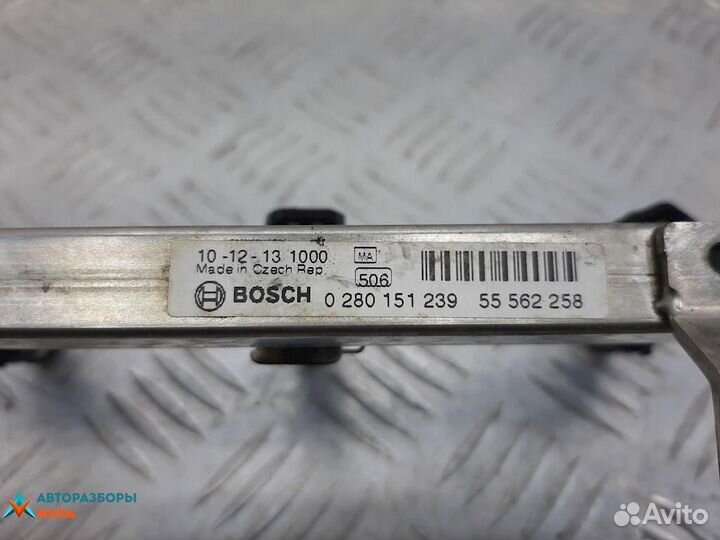 10 -12 - 13 1000 MA
Made in Czech Rep. 506
BOSCH 0 280 151 239 55 562 258
АВТОРАЗБОРЫ
Avito